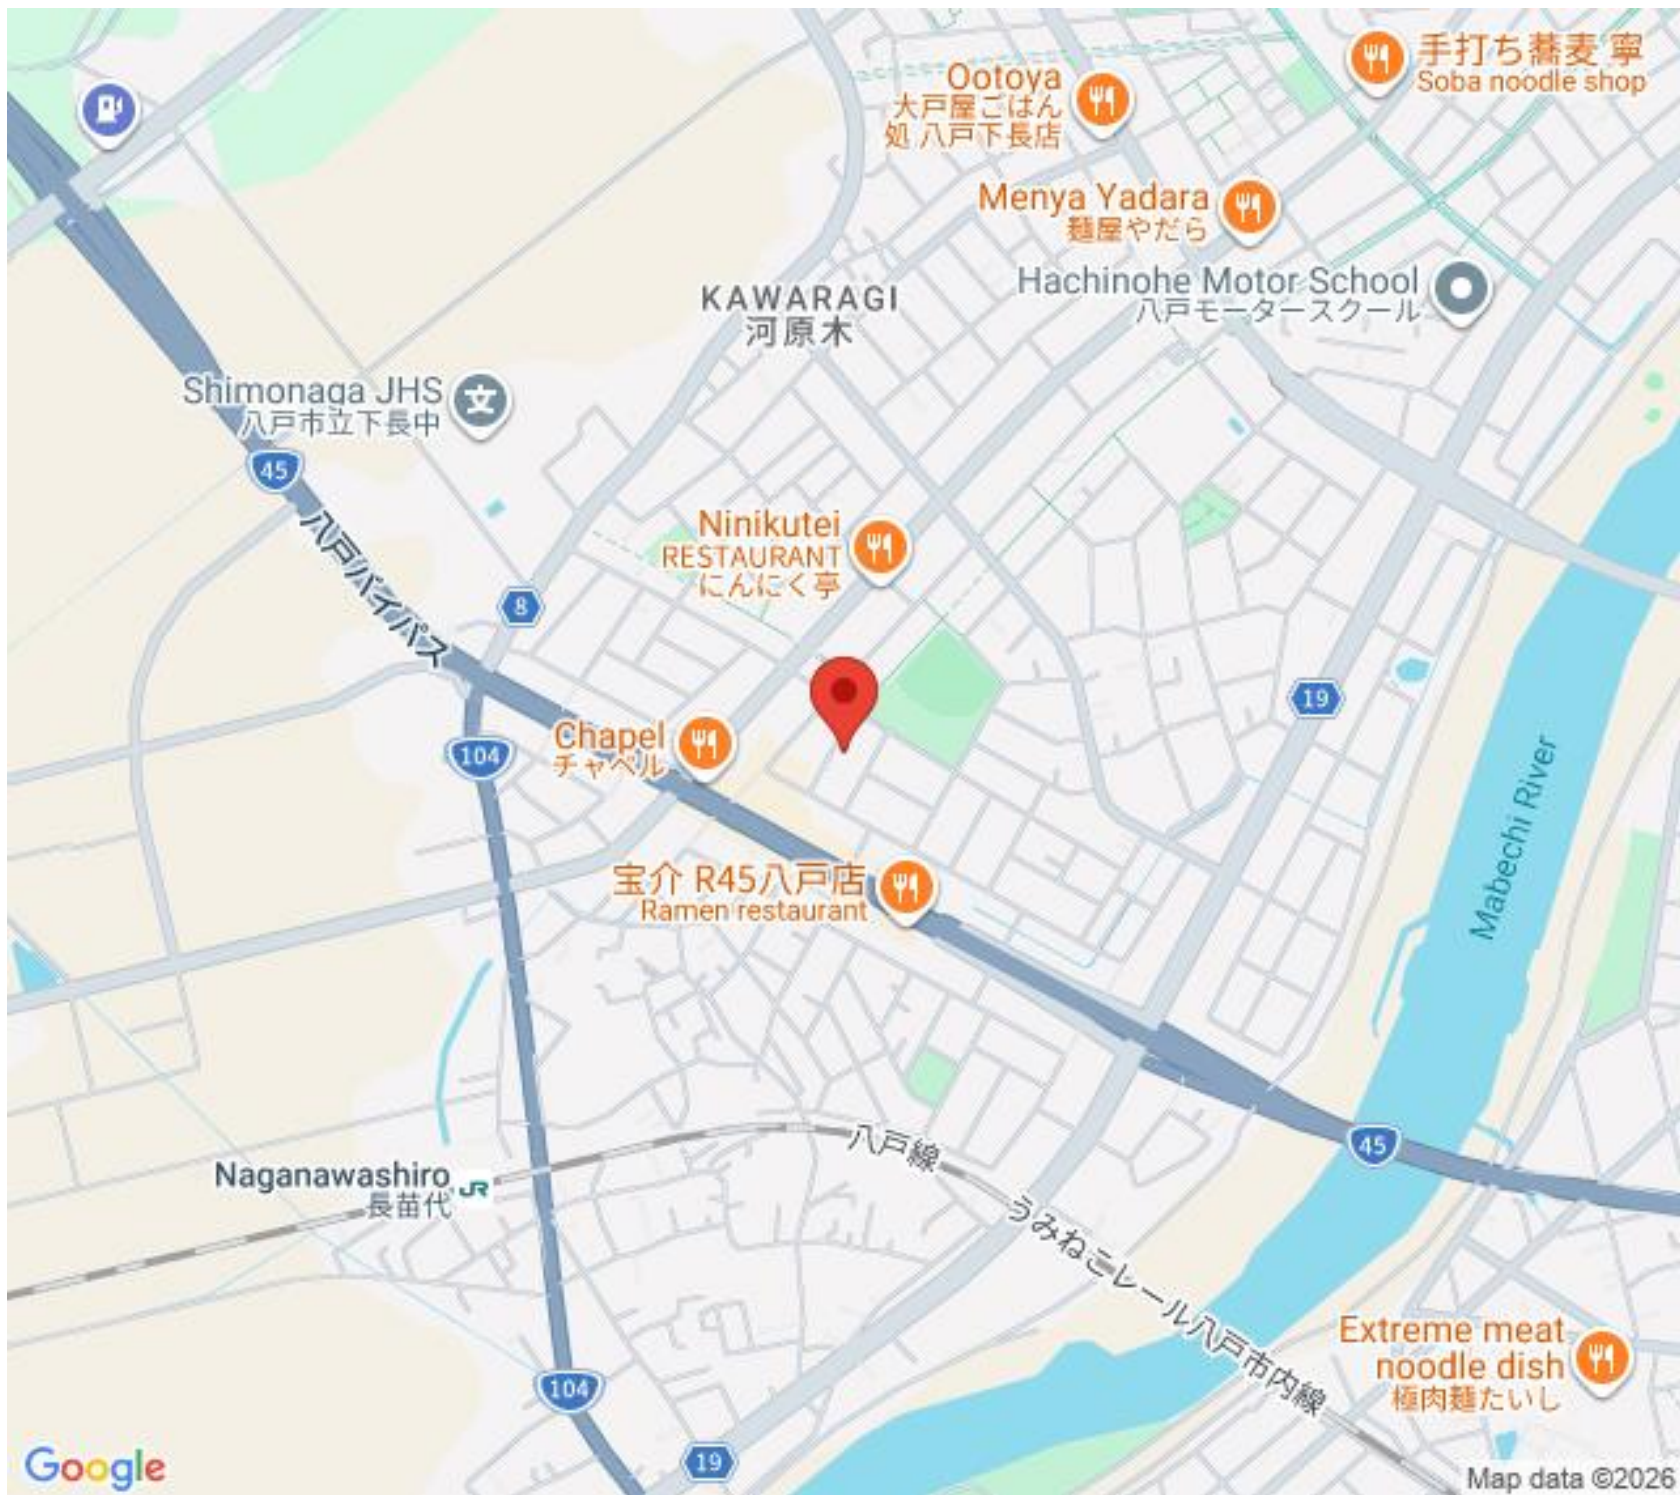 手打ち蕎麦 寧
Soba noodle shop
Ootoya
大戸屋ごはん
処 八戸下長店
Menya Yadara
麺屋やだら
Hachinohe Motor School
八戸モータースクール
KAWARAGI
河原木
Shimonaga JHS
八戸市立下長中
文
45
八戸バイパス
Ninikutei
RESTAURANT
にんにく亭
8
19
Chapel
チャペル
104
Mabechi River
宝介 R45八戸店
Ramen restaurant
45
八戸線
Naganawashiro
長苗代
JR
うみねこレール八戸市内線
Extreme meat
noodle dish
極肉麺たいし
104
19
Google
Map data ©2026